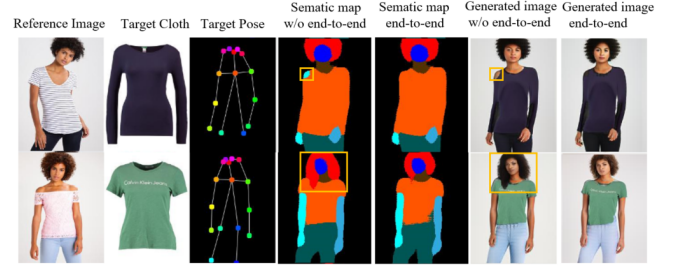 Reference Image
Target Cloth
Target Pose
Sematic map
w/o end-to-end
Sematic map
end-to-end
Generated image
w/o end-to-end
Generated image
end-to-end